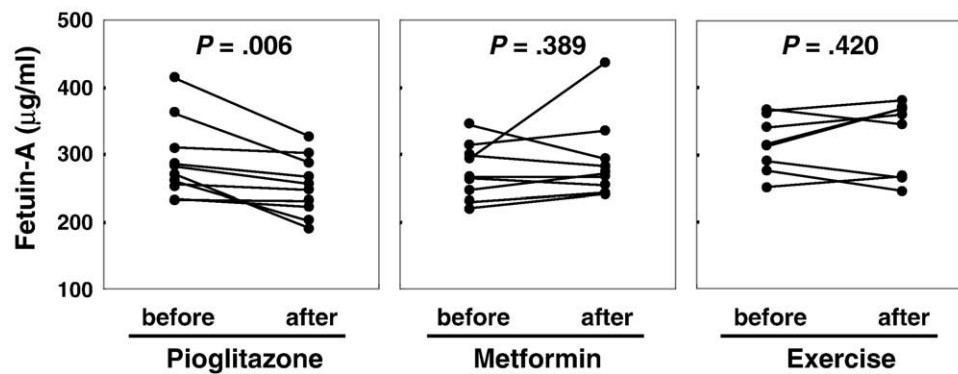 Fetuin-A (µg/ml)
500
400
300
200
100
P = .006
P = .389
P = .420
before after
before after
before after
Pioglitazone
Metformin
Exercise